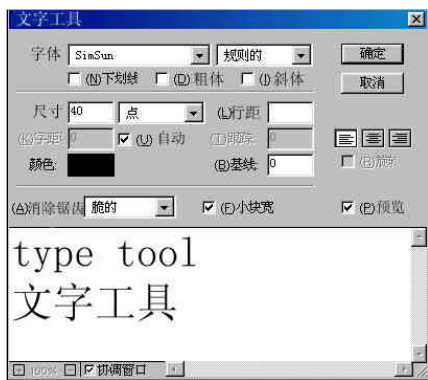 文字工具
字体 SimSun 规则的 确定
(N)下划线 (D)粗体 (I)斜体 取消
尺寸 40 点 (L)行距
(K)字距 0 (U) 自动 (T)跟踪 0
颜色: (B)基线: 0 (R)旋转
(A)消除锯齿 脆的 (F)小块宽 (P)预览
type tool
文字工具
100% 协调窗口